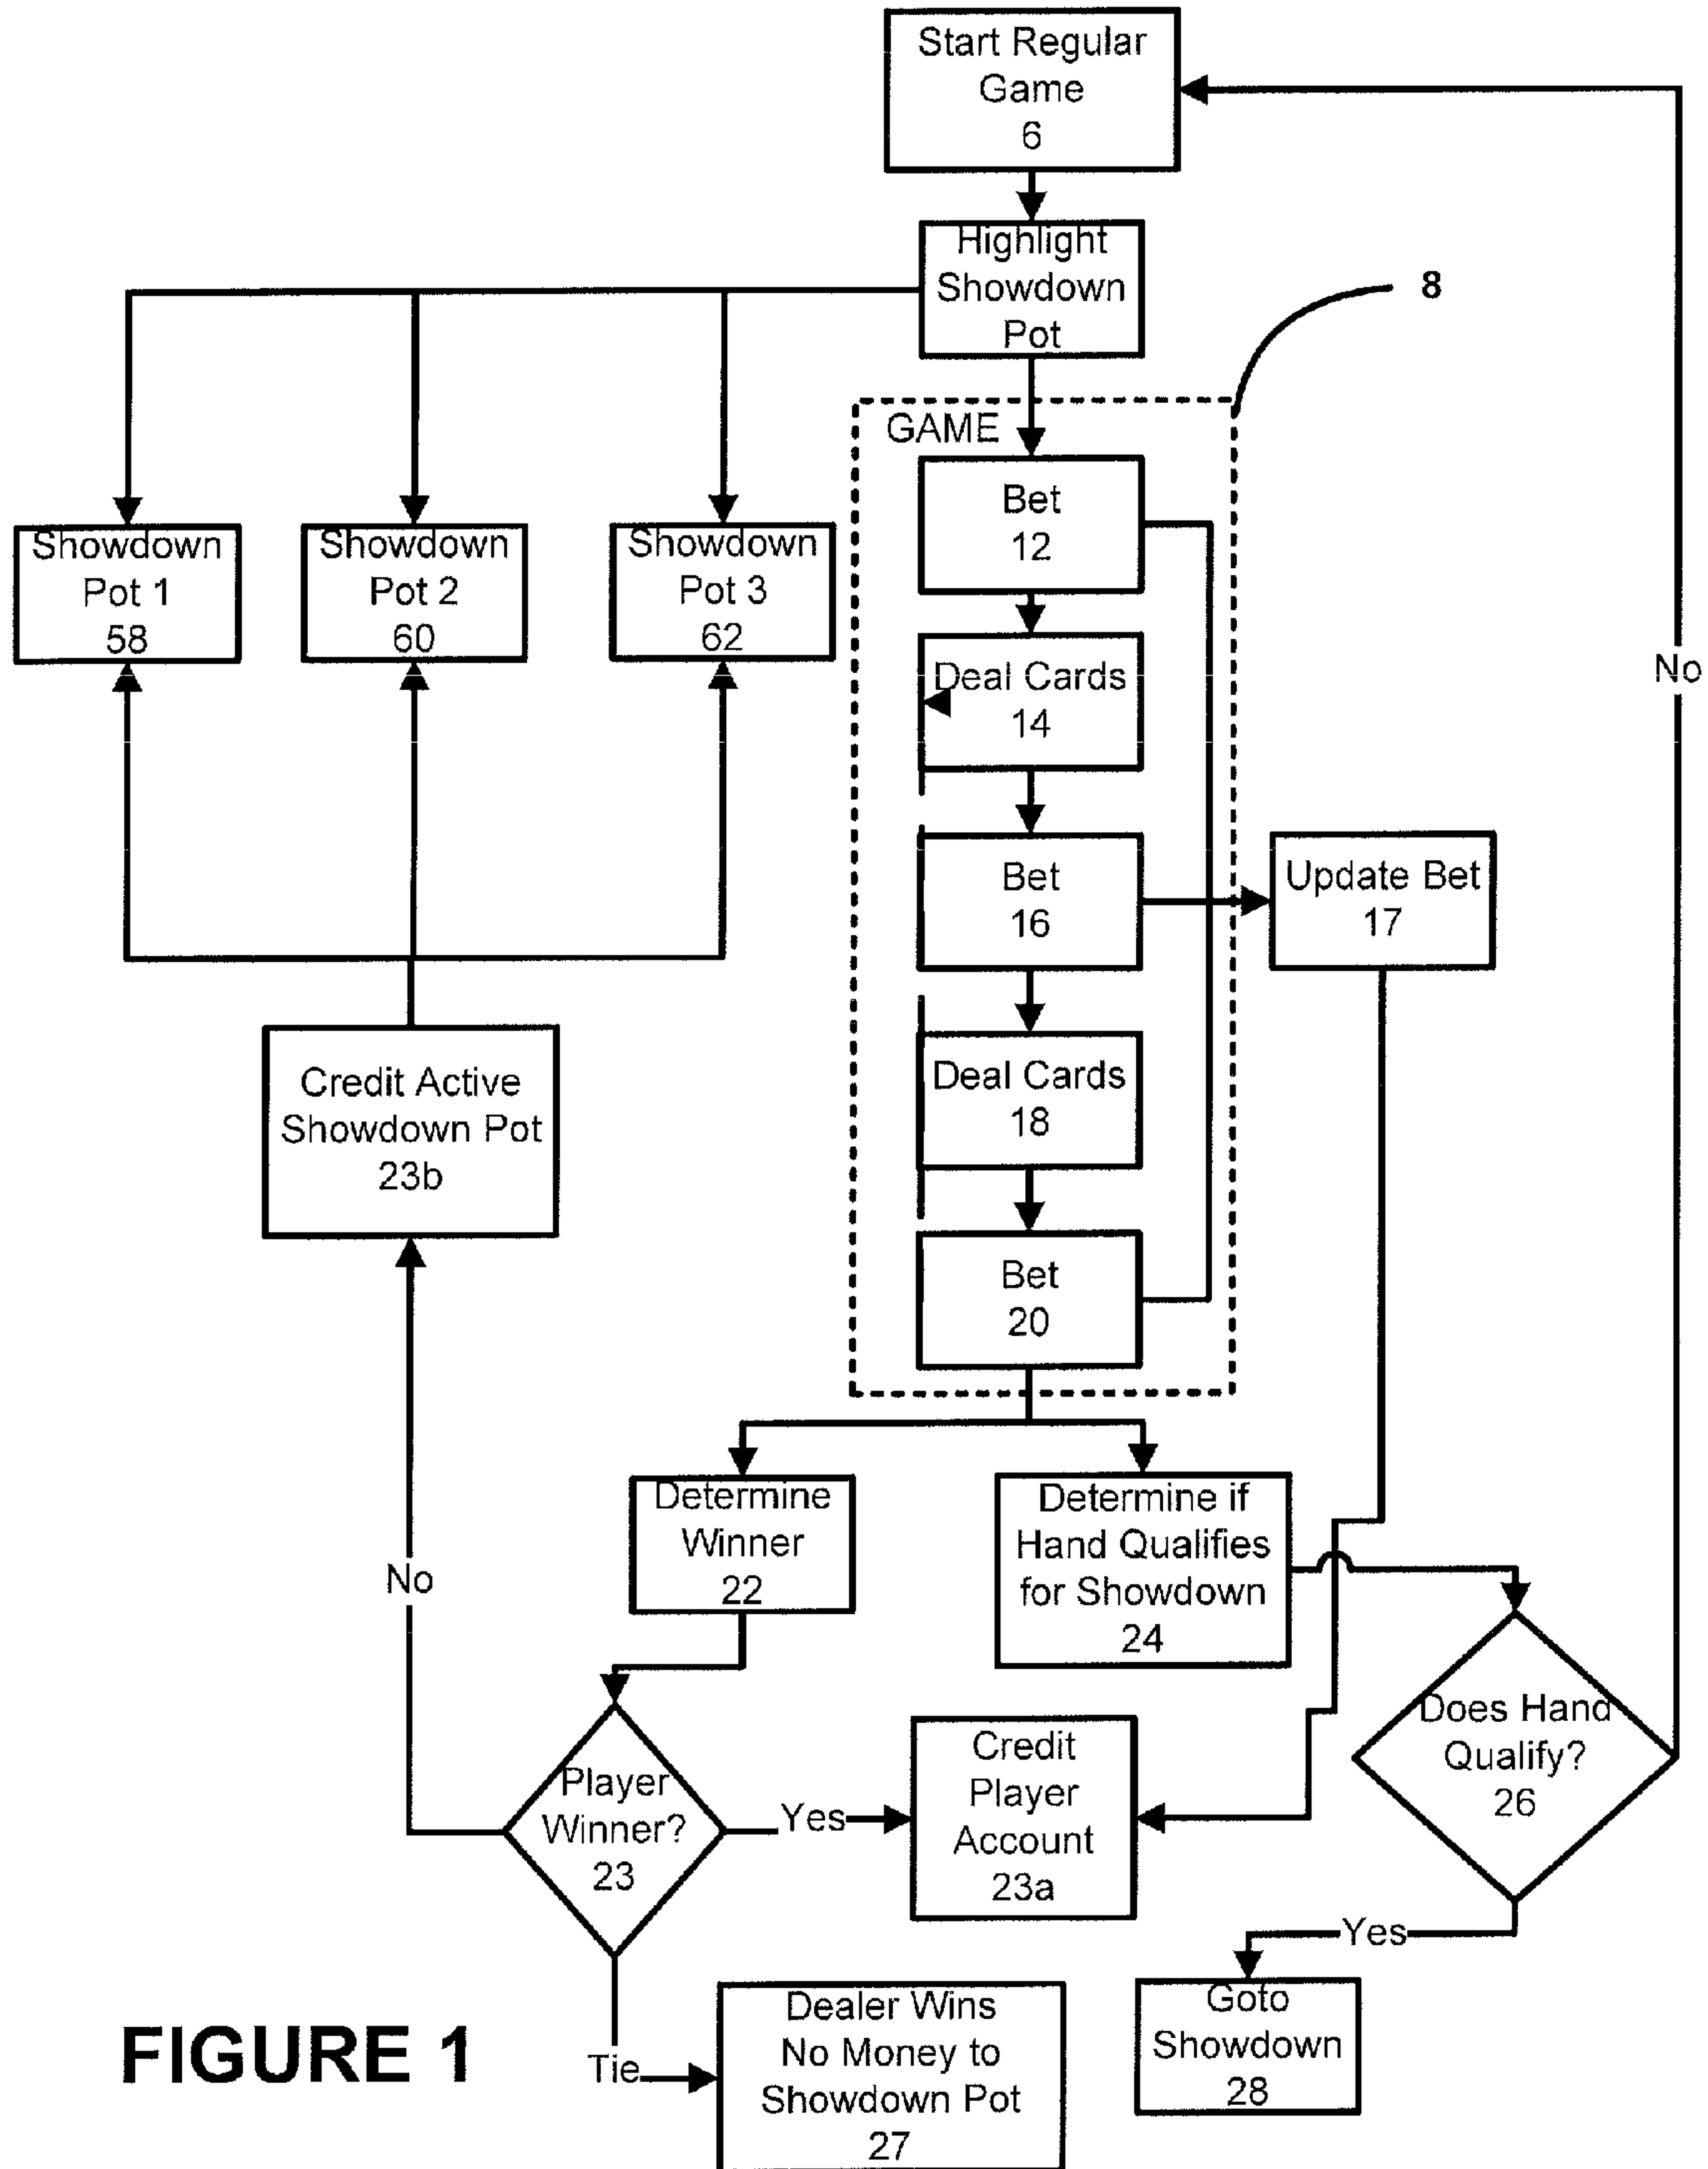 Start Regular
Game
6
Highlight
Showdown
Pot
8
GAME
Bet
12
Showdown
Pot 1
58
Showdown
Pot 2
60
Showdown
Pot 3
62
Deal Cards
14
No
Bet
16
Update Bet
17
Credit Active
Showdown Pot
23b
Deal Cards
18
Bet
20
Determine
Winner
22
Determine if
Hand Qualifies
for Showdown
24
No
Player
Winner?
23
Yes
Credit
Player
Account
23a
Does Hand
Qualify?
26
Yes
Goto
Showdown
28
Tie
Dealer Wins
No Money to
Showdown Pot
27
FIGURE 1